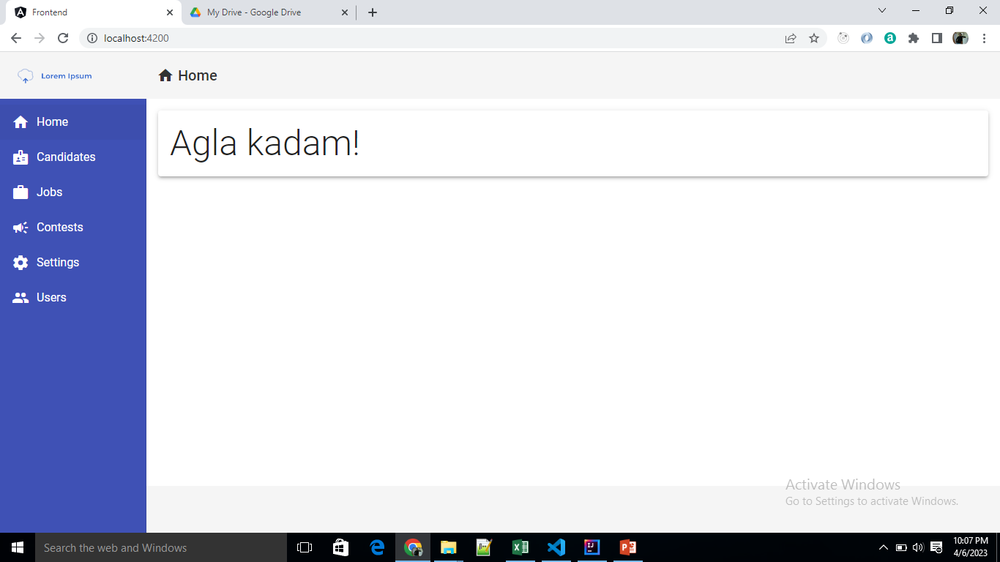 Frontend
My Drive - Google Drive
localhost:4200
Lorem Ipsum
Home
Home
Candidates
Jobs
Contests
Settings
Users
Agla kadam!
Activate Windows
Go to Settings to activate Windows.
Search the web and Windows
10:07 PM
4/6/2023